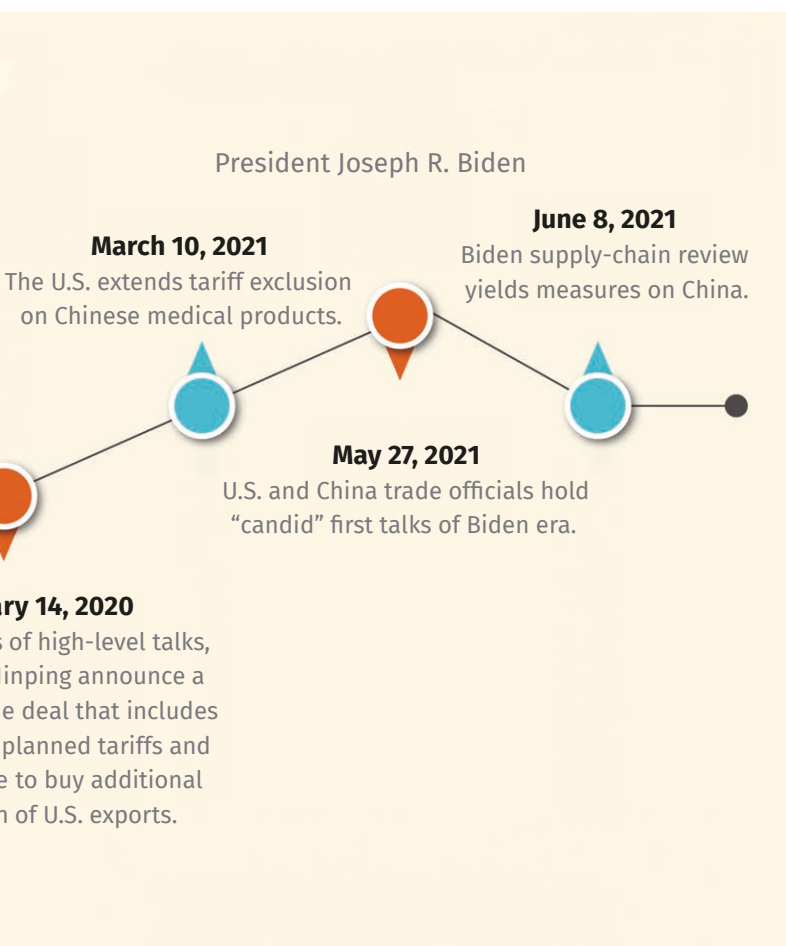 President Joseph R. Biden
March 10, 2021
The U.S. extends tariff exclusion
on Chinese medical products.
June 8, 2021
Biden supply-chain review
yields measures on China.
May 27, 2021
U.S. and China trade officials hold
“candid” first talks of Biden era.
14, 2020
of high-level talks,
announce a
deal that includes
planned tariffs and
to buy additional
of U.S. exports.